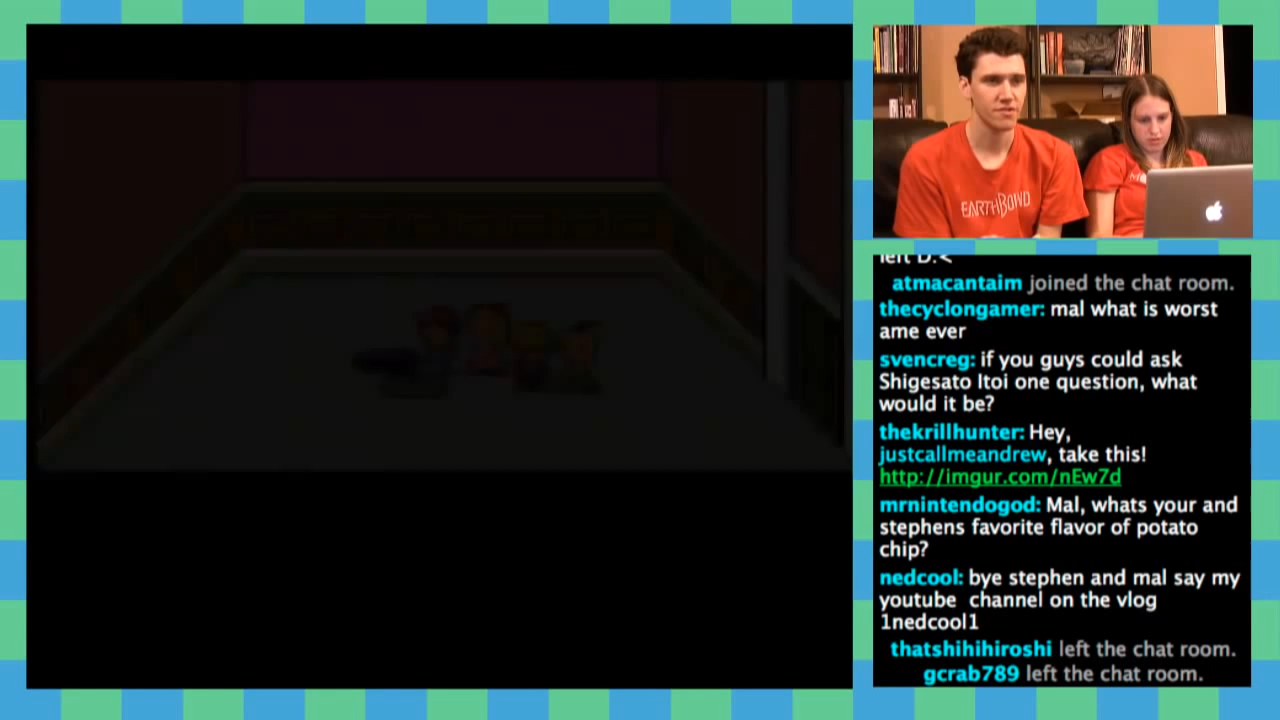 EARTHBOUND
left D:<
atmacantaim joined the chat room.
thecyclongamer: mal what is worst
ame ever
svencreg: if you guys could ask
Shigesato Itoi one question, what
would it be?
thekrillhunter: Hey,
justcallmeandrew, take this!
http://imgur.com/nEw7d
mrnintendogod: Mal, whats your and
stephens favorite flavor of potato
chip?
nedcool: bye stephen and mal say my
youtube channel on the vlog
1nedcool1
thatshihihiroshi left the chat room.
gcrab789 left the chat room.